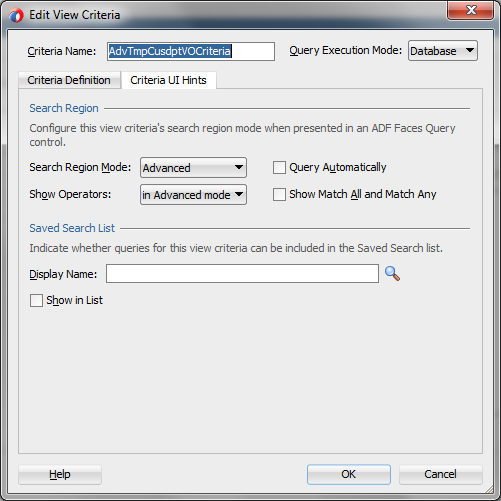 Edit View Criteria
Criteria Name: AdvTmpCusdptVOCriteria Query Execution Mode: Database
Criteria Definition Criteria UI Hints
Search Region
Configure this view criteria's search region mode when presented in an ADF Faces Query
control.
Search Region Mode: Advanced Query Automatically
Show Operators: in Advanced mode Show Match All and Match Any
Saved Search List
Indicate whether queries for this view criteria can be included in the Saved Search list.
Display Name:
Show in List
Help OK Cancel